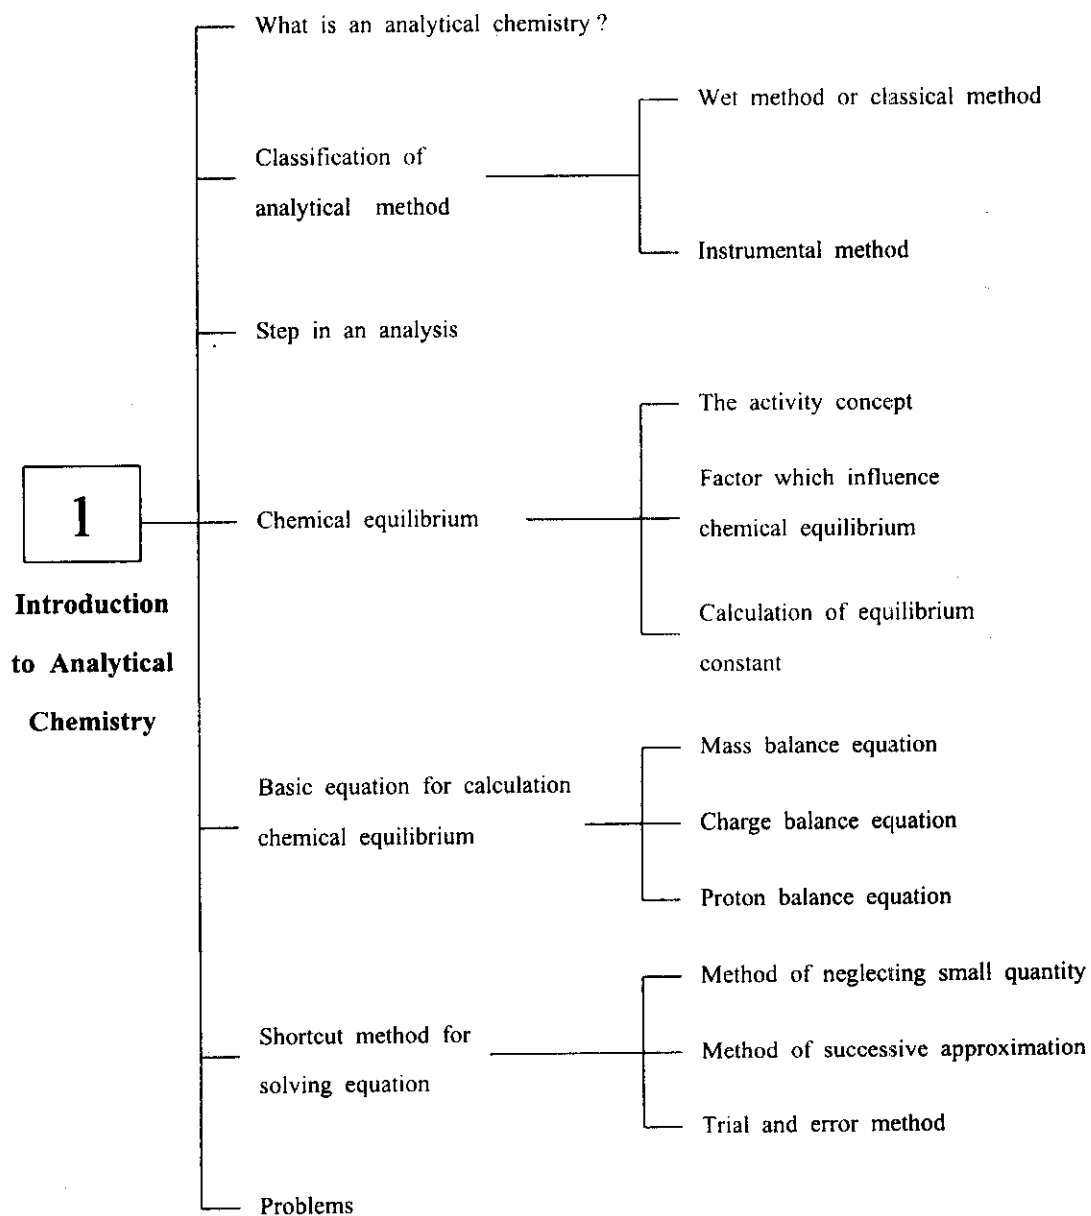 What is an analytical chemistry ?
Classification of
analytical method
Wet method or classical method
Instrumental method
Step in an analysis
1
Introduction
to Analytical
Chemistry
Chemical equilibrium
The activity concept
Factor which influence
chemical equilibrium
Calculation of equilibrium
constant
Basic equation for calculation
chemical equilibrium
Mass balance equation
Charge balance equation
Proton balance equation
Shortcut method for
solving equation
Method of neglecting small quantity
Method of successive approximation
Trial and error method
Problems